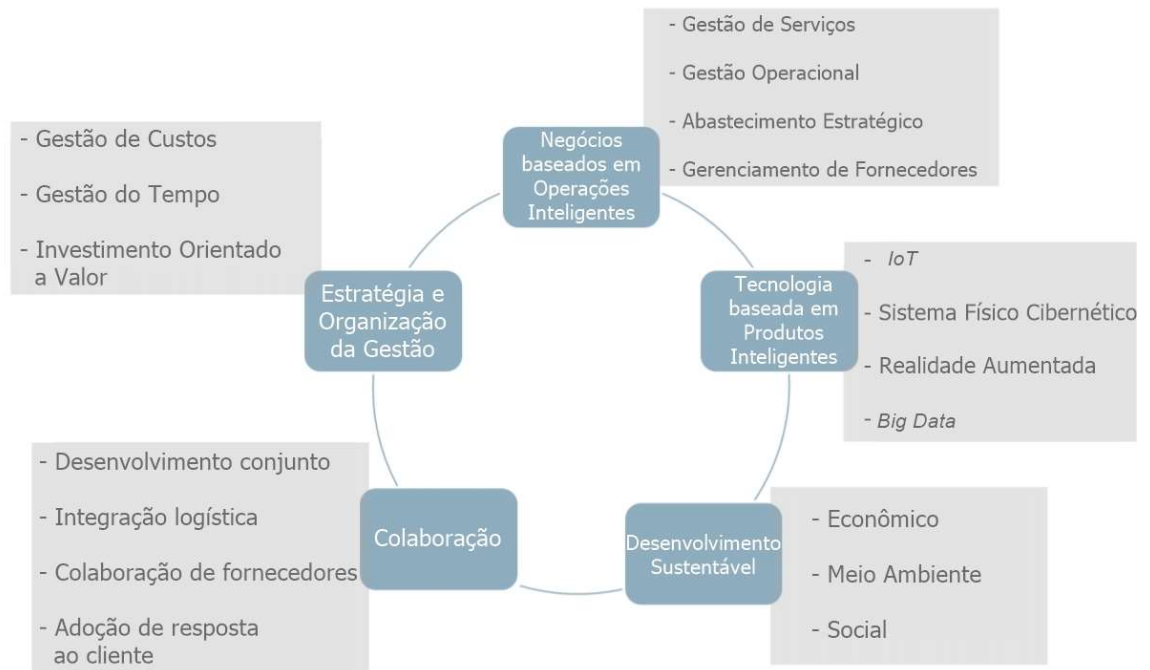 - Gestão de Serviços
- Gestão Operacional
- Abastecimento Estratégico
- Gerenciamento de Fornecedores
Negócios
baseados em
Operações
Inteligentes
- Gestão de Custos
- Gestão do Tempo
- Investimento Orientado
a Valor
Estratégia e
Organização
da Gestão
Tecnologia
baseada em
Produtos
Inteligentes
- IoT
- Sistema Físico Cibernético
- Realidade Aumentada
- Big Data
- Desenvolvimento conjunto
- Integração logística
- Colaboração de fornecedores
- Adoção de resposta
ao cliente
Colaboração
Desenvolvimento
Sustentável
- Econômico
- Meio Ambiente
- Social